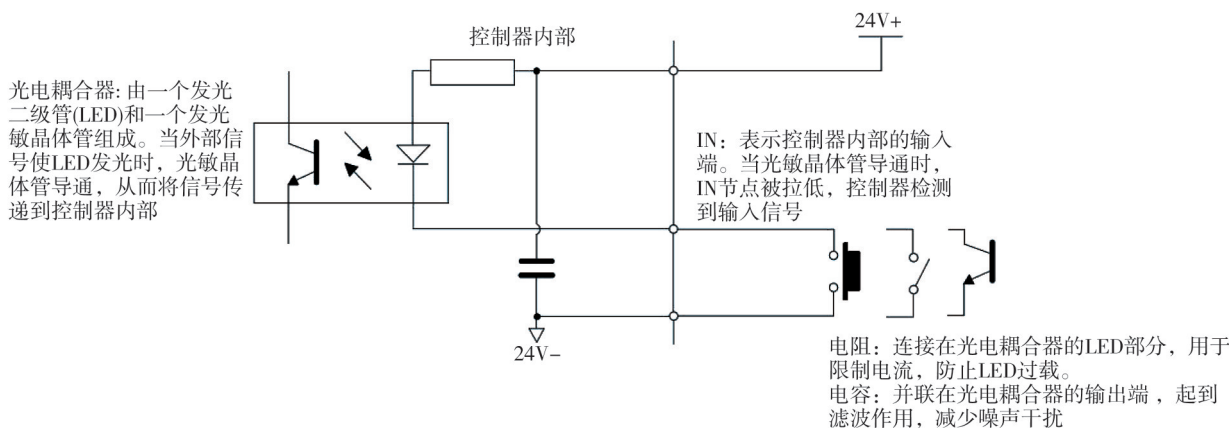 控制器内部
24V+
光电耦合器: 由一个发光
二级管(LED)和一个发光
敏晶体管组成。当外部信
号使LED发光时，光敏晶
体管导通，从而将信号传
递到控制器内部
IN：表示控制器内部的输入
端。当光敏晶体管导通时，
IN节点被拉低，控制器检测
到输入信号
24V−
电阻：连接在光电耦合器的LED部分，用于
限制电流，防止LED过载。
电容：并联在光电耦合器的输出端 ，起到
滤波作用，减少噪声干扰